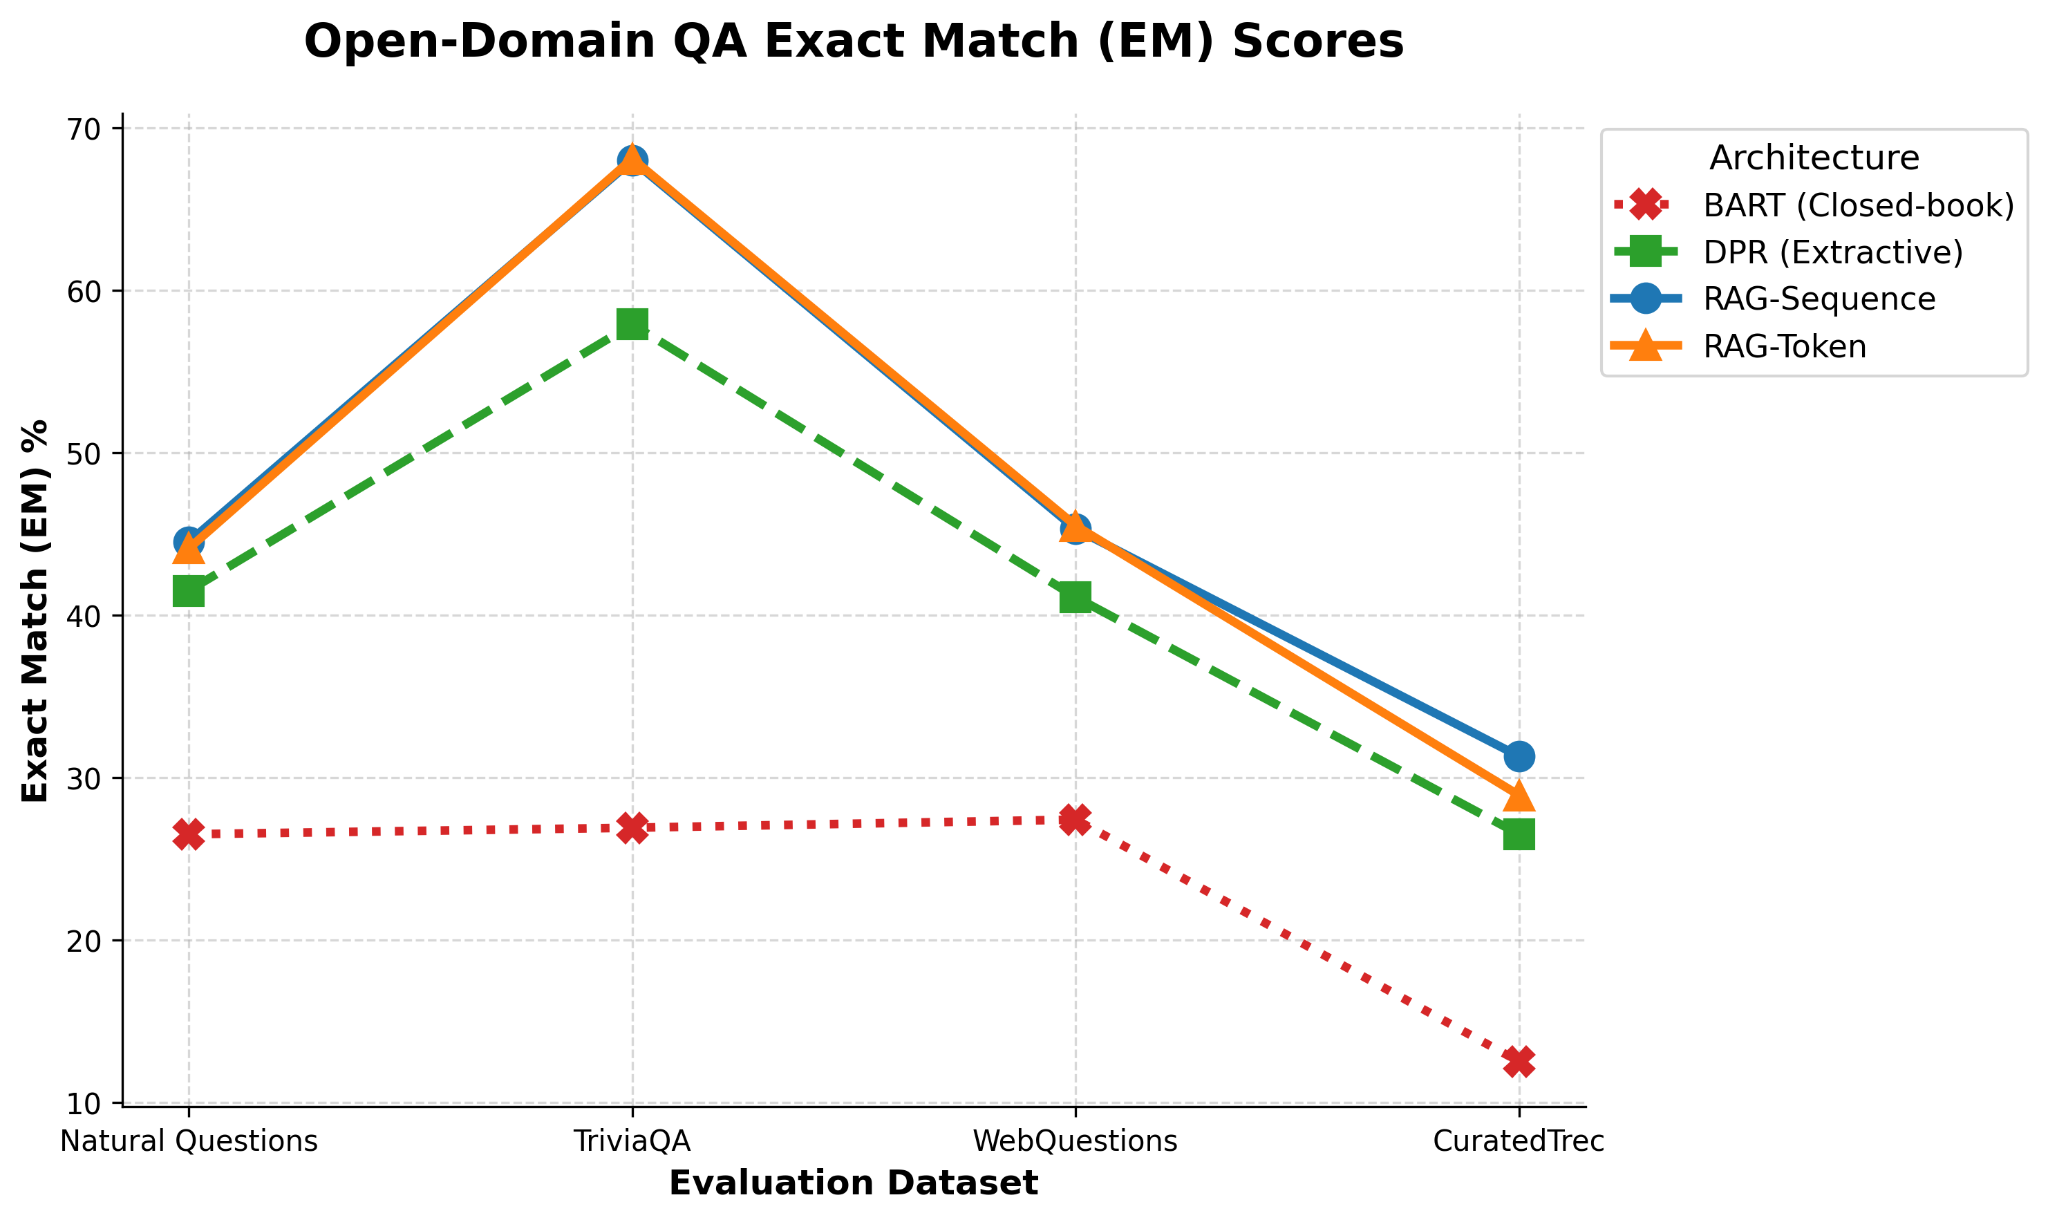 Open-Domain QA Exact Match (EM) Scores
Exact Match (EM) %
70
60
50
40
30
20
10
Natural Questions
TriviaQA
WebQuestions
CuratedTrec
Evaluation Dataset
Architecture
BART (Closed-book)
DPR (Extractive)
RAG-Sequence
RAG-Token